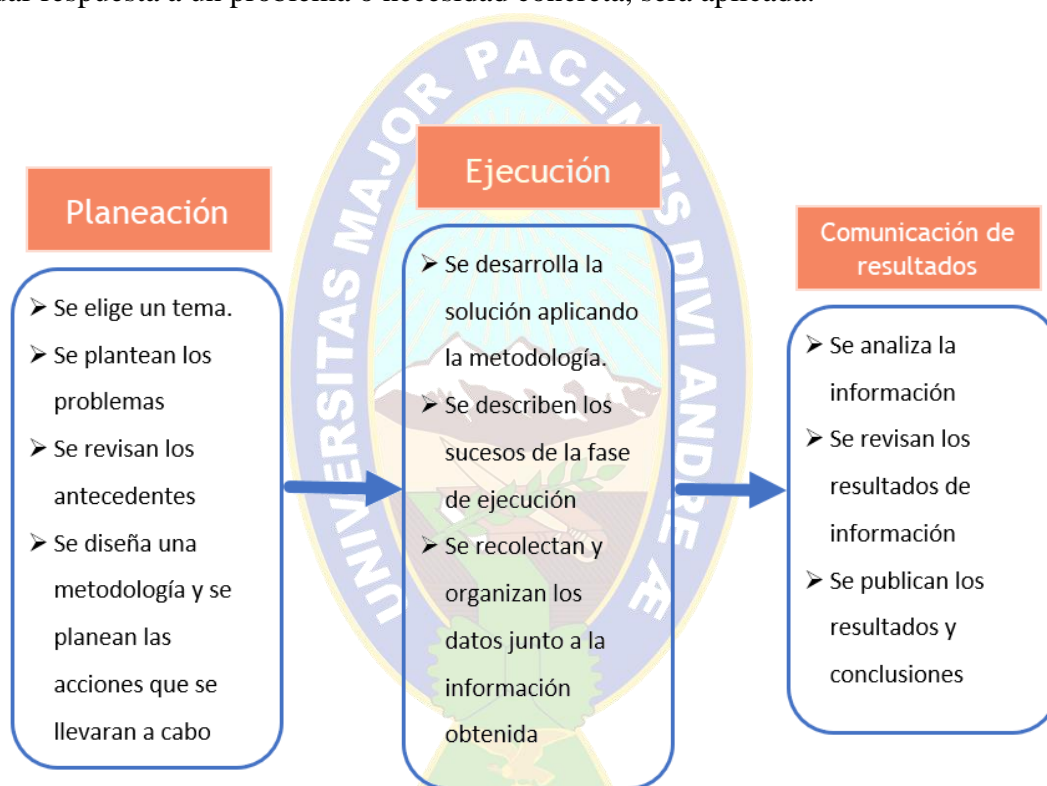 dar respuesta a un problema o necesidad concreta, será aplicada.
UNIVERSITAS MAJOR PACENSIS DIVI ANDRE Æ
Planeación
➢ Se elige un tema.
➢ Se plantean los
problemas
➢ Se revisan los
antecedentes
➢ Se diseña una
metodología y se
planean las
acciones que se
llevaran a cabo
Ejecución
➢ Se desarrolla la
solución aplicando
la metodología.
➢ Se describen los
sucesos de la fase
de ejecución
➢ Se recolectan y
organizan los
datos junto a la
información
obtenida
Comunicación de
resultados
➢ Se analiza la
información
➢ Se revisan los
resultados de
información
➢ Se publican los
resultados y
conclusiones